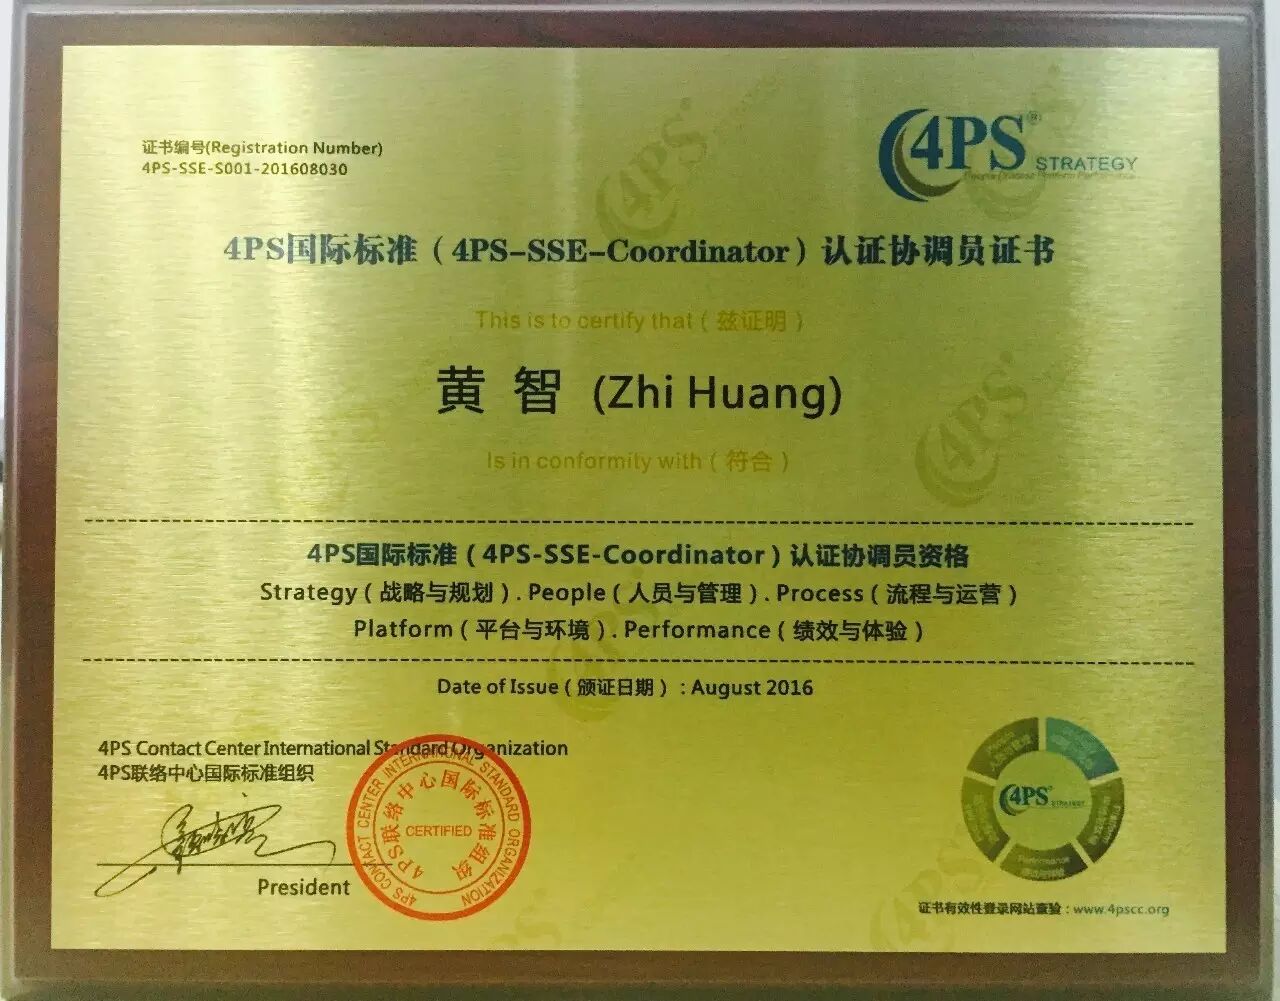 证书编号(Registration Number)
4PS-SSE-S001-201608030
4PS®
STRATEGY
People Process Platform Performance
4PS国际标准（4PS-SSE-Coordinator）认证协调员证书
This is to certify that（兹证明）
黄 智 (Zhi Huang)
Is in conformity with（符合）
4PS国际标准（4PS-SSE-Coordinator）认证协调员资格
Strategy（战略与规划）. People（人员与管理）. Process（流程与运营）
Platform（平台与环境）. Performance（绩效与体验）
Date of Issue（颁证日期）: August 2016
4PS Contact Center International Standard Organization
4PS联络中心国际标准组织
President
4PS CONTACT CENTER INTERNATIONAL STANDARD ORGANIZATION
4PS联络中心国际标准组织
CERTIFIED
4PS STRATEGY
Performance
证书有效性登录网站查验：www.4pscc.org